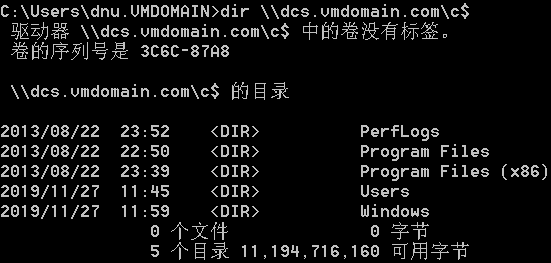 C:\Users\dnu.VMDOMAIN>dir \\dcs.vmdomain.com\c$
驱动器 \\dcs.vmdomain.com\c$ 中的卷没有标签。
卷的序列号是 3C6C-87A8
\\dcs.vmdomain.com\c$ 的目录
2013/08/22 23:52 <DIR> PerfLogs
2013/08/22 22:50 <DIR> Program Files
2013/08/22 23:39 <DIR> Program Files (x86)
2019/11/27 11:45 <DIR> Users
2019/11/27 11:59 <DIR> Windows
0 个文件 0 字节
5 个目录 11,194,716,160 可用字节